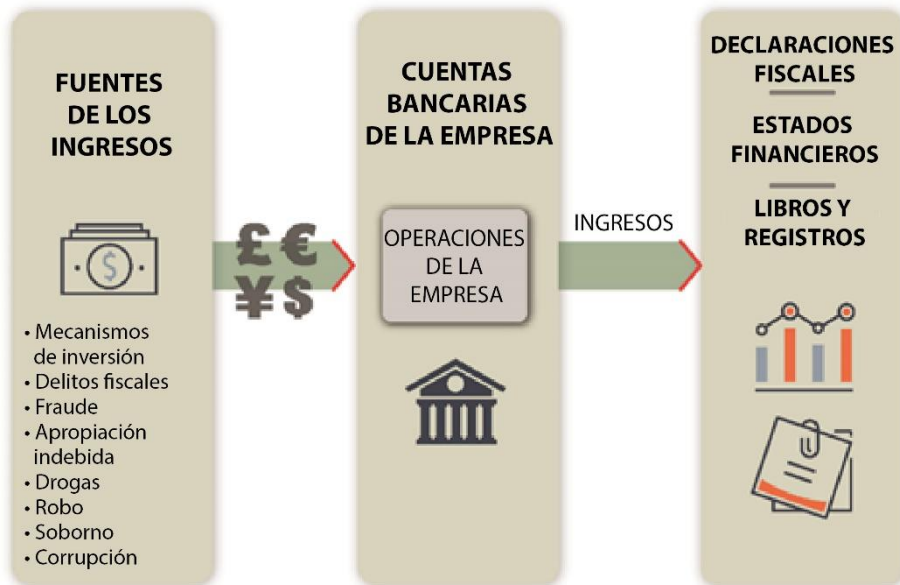 FUENTES
DE LOS
INGRESOS
$
• Mecanismos
de inversión
• Delitos fiscales
• Fraude
• Apropiación
indebida
• Drogas
• Robo
• Soborno
• Corrupción
£ €
¥ $
CUENTAS
BANCARIAS
DE LA EMPRESA
OPERACIONES
DE LA
EMPRESA
INGRESOS
DECLARACIONES
FISCALES
ESTADOS
FINANCIEROS
LIBROS Y
REGISTROS